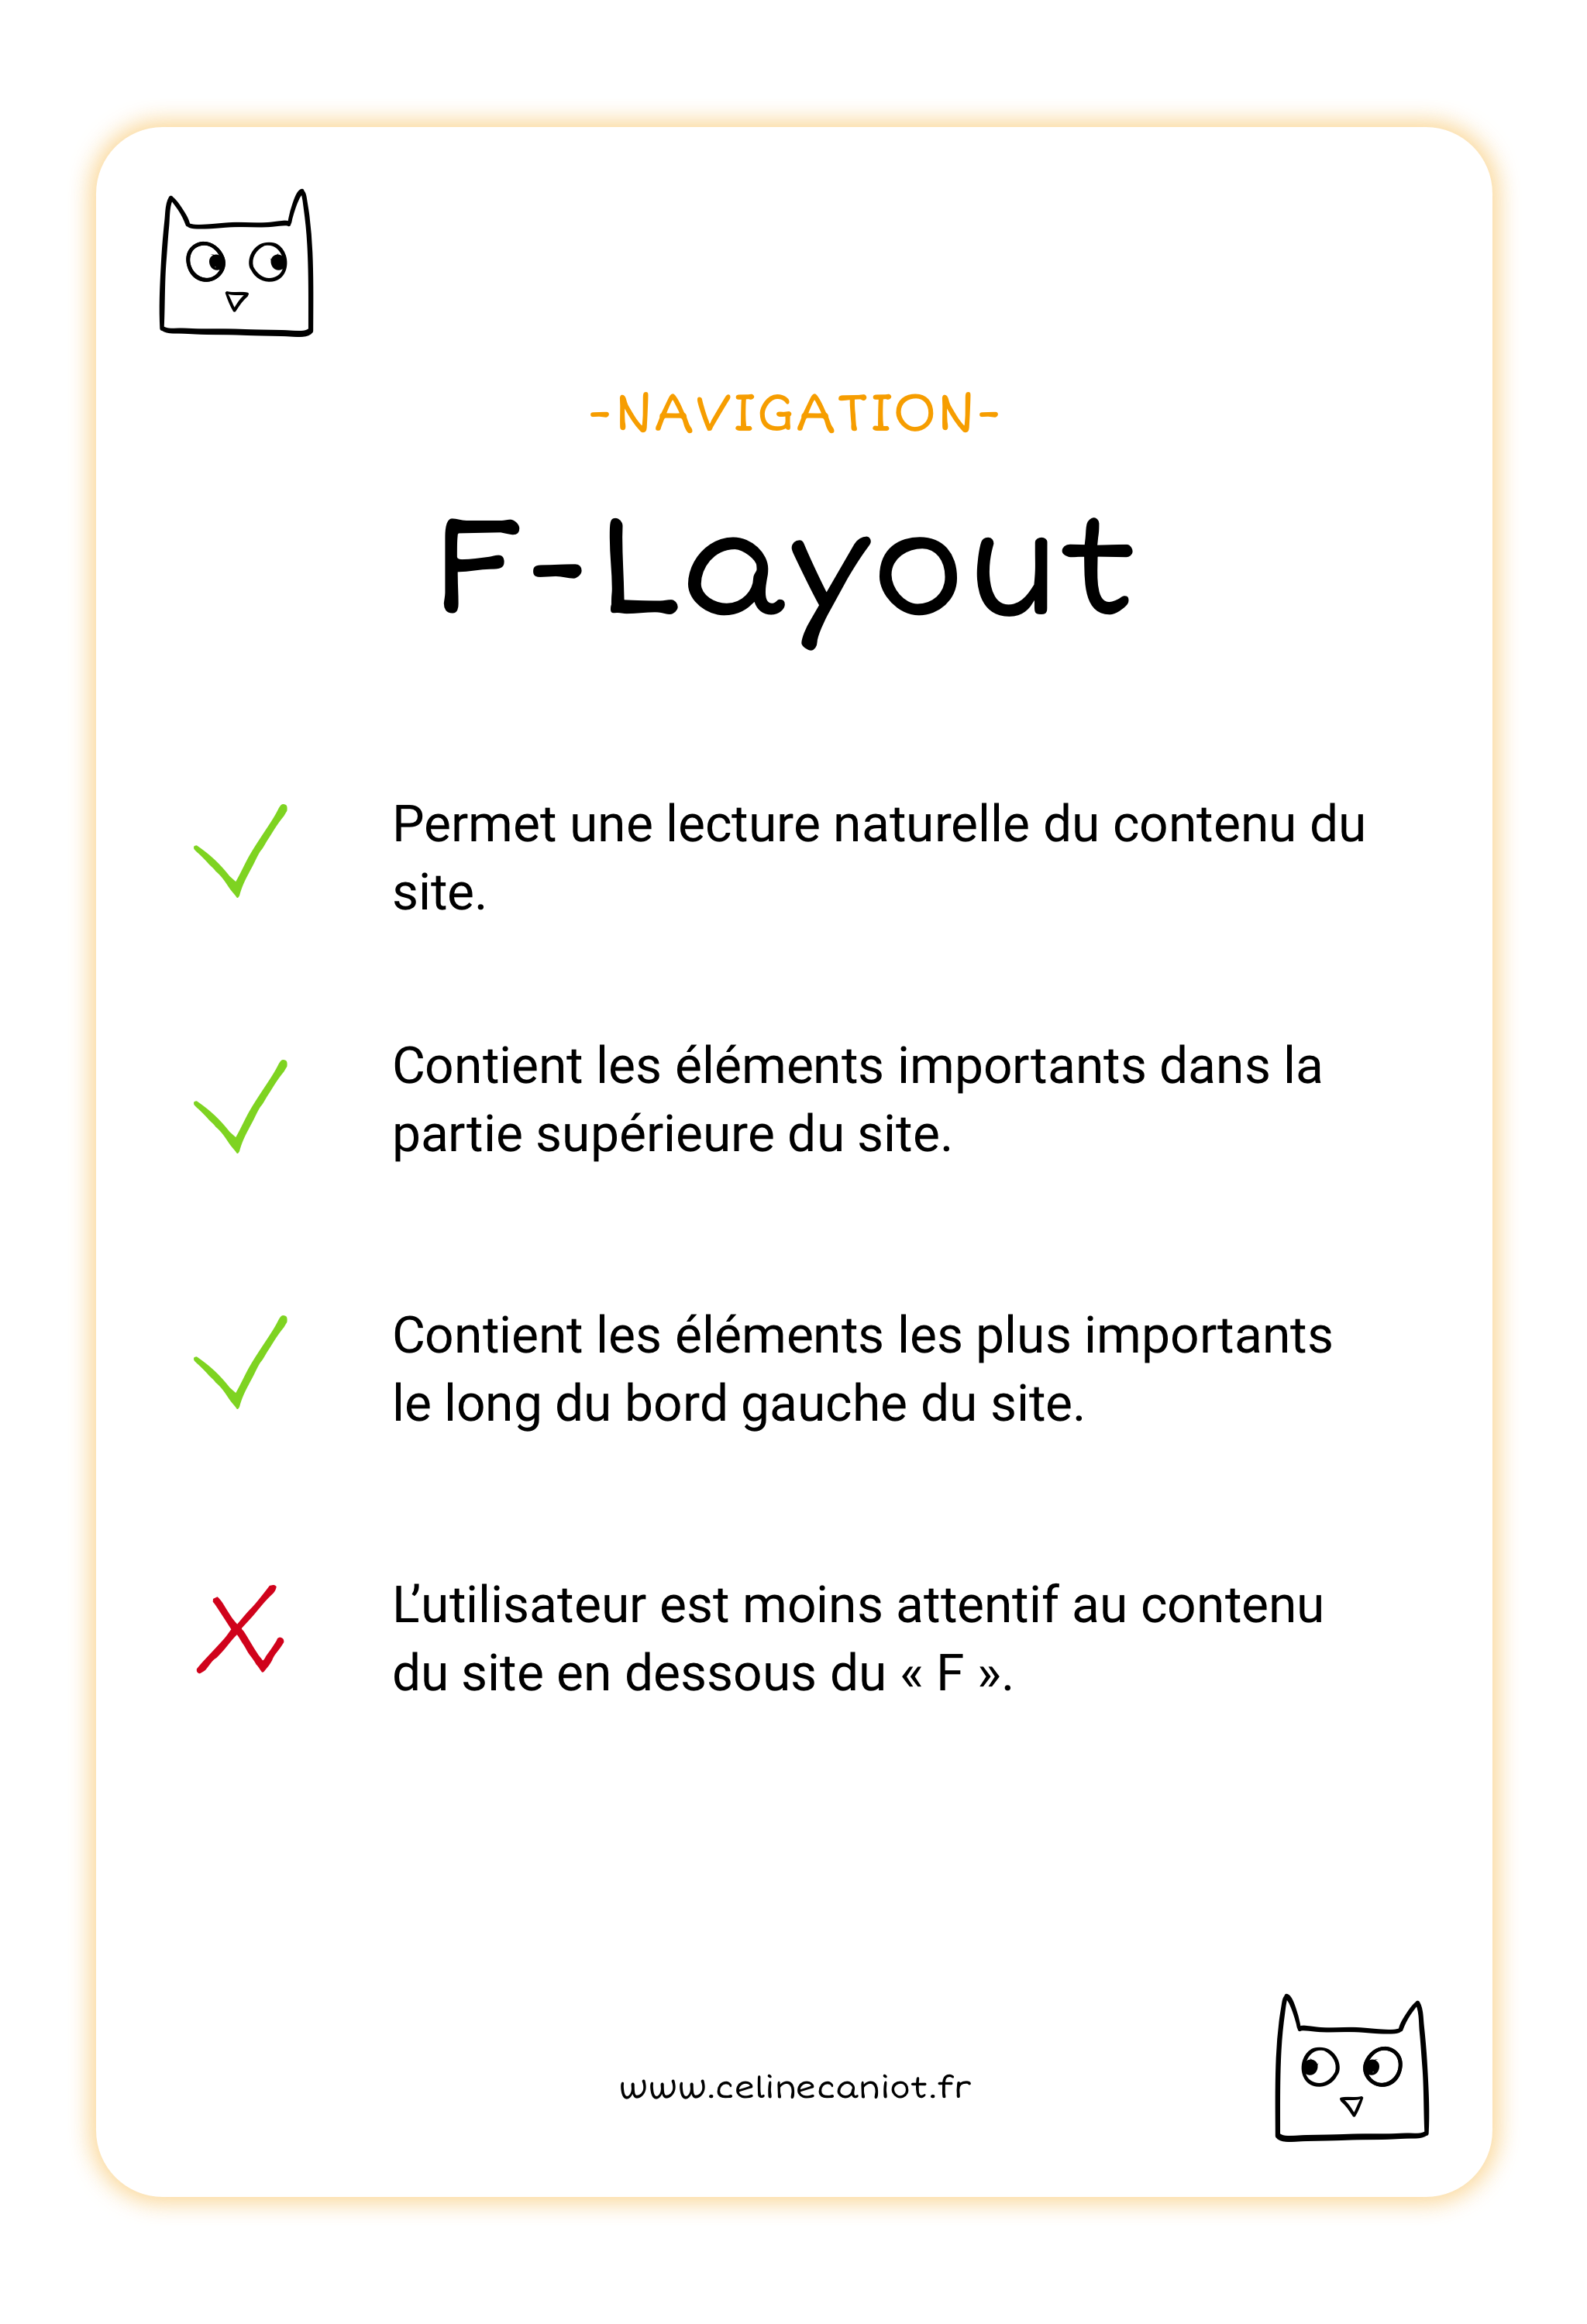 -NAVIGATION-
F-Layout
Permet une lecture naturelle du contenu du
site.
Contient les éléments importants dans la
partie supérieure du site.
Contient les éléments les plus importants
le long du bord gauche du site.
L’utilisateur est moins attentif au contenu
du site en dessous du « F ».
www.celinecaniot.fr